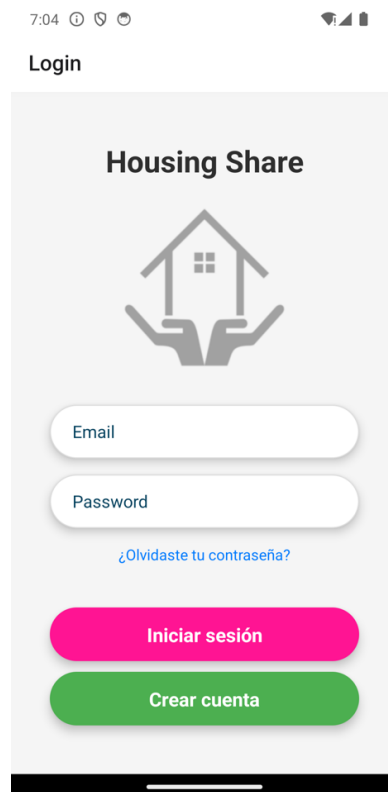 7:04
Login
Housing Share
Email
Password
¿Olvidaste tu contraseña?
Iniciar sesión
Crear cuenta